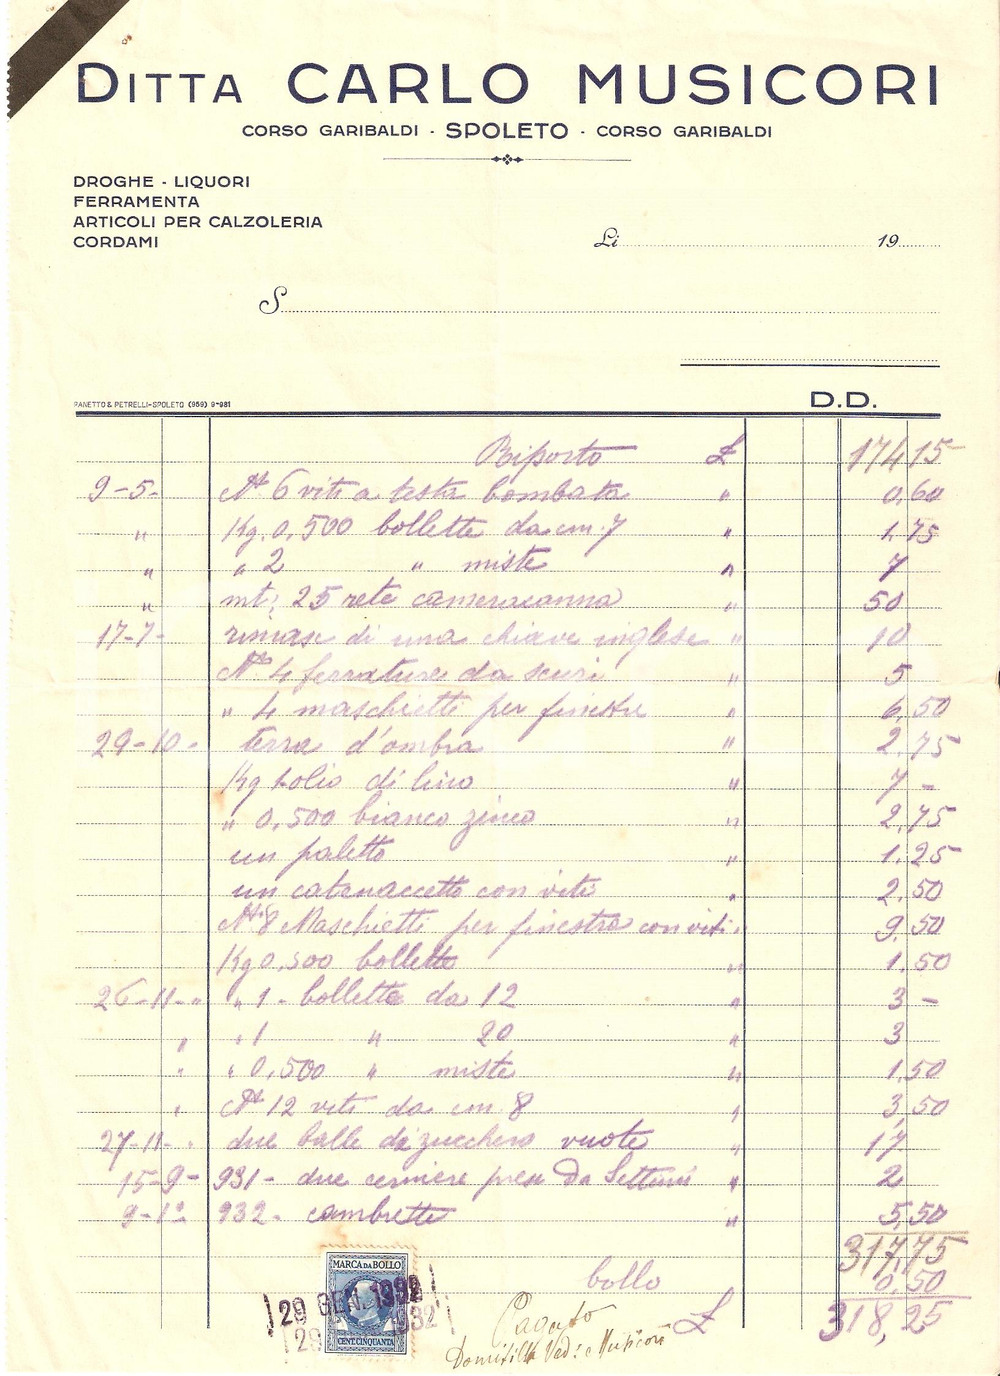 DITTA CARLO MUSICORI
CORSO GARIBALDI - SPOLETO - CORSO GARIBALDI
DROGHE - LIQUORI
FERRAMENTA
ARTICOLI PER CALZOLERIA
CORDAMI
Li 19
S
PANETTO & PETRELLI-SPOLETO (959) 9-931
D.D.
Riporto £ 174,15
9-5- N° 6 viti a testa bombata " 0,60
" Kg. 0,500 bollette da cm. 7 " 1,75
" " 2 " miste " 7
" mt; 25 rete " 50
17-7- di una chiave inglese " 10
N° 4 ferrature da scuri " 5
" 4 maschietti per finestre " 6,50
29-10- terra d'ombra " 2,75
Kg 1 olio di lino " 7 -
" 0,500 bianco zinco " 2,75
un paletto " 1,25
un catenaccetto con viti " 2,50
N° 8 Maschietti per finestra con viti " 9,50
Kg 0,500 bollette " 1,50
26-11- " " 1 - bollette da 12 " 3 -
" " 1 " 20 " 3
" " 0,500 " miste " 1,50
" N° 12 viti da cm. 8 " 3,50
27-11- " due balle di zucchero vuote " 17
15-9- 931- due cerniere prese Da Settimi " 2
9-1° 932- cambrette " 5,50
317,75
bollo 0,50
£ 318,25
MARCA DA BOLLO
CENT. CINQUANTA
29 GEN. 1932
Pagato
Domitilla Ved: Musicori